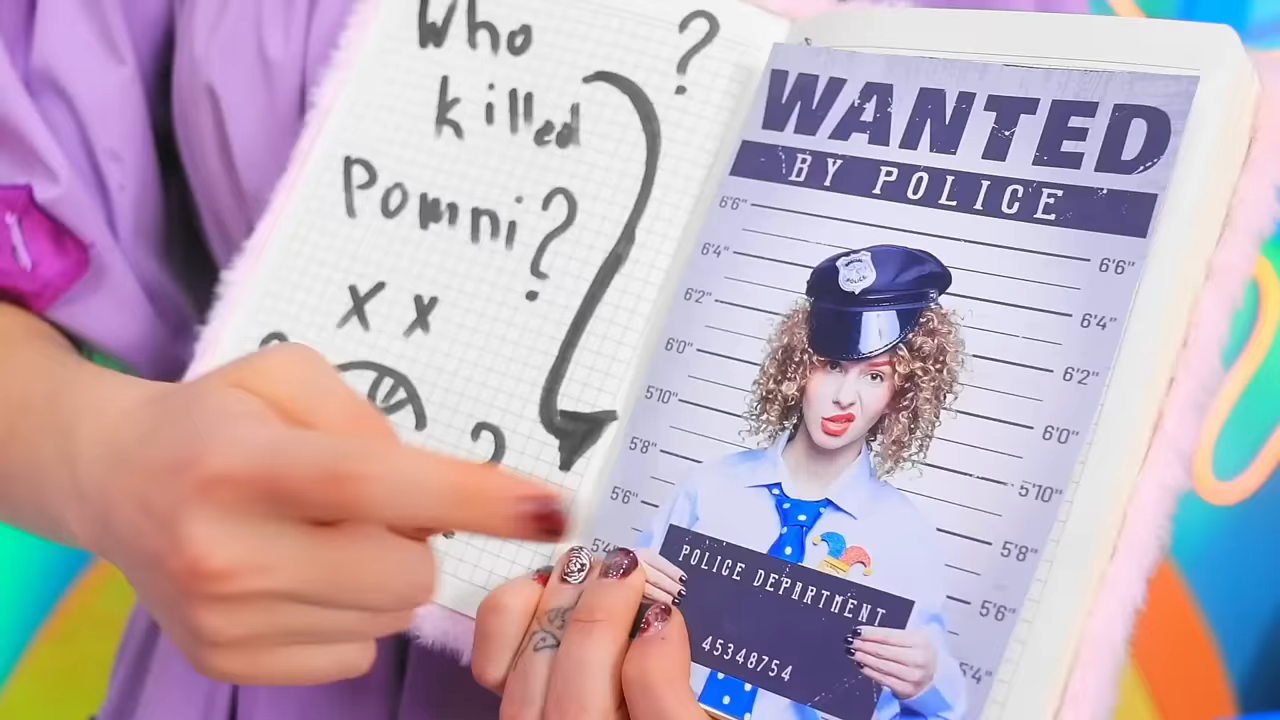 Who
killed
Pomni?
?
x x
?
WANTED
BY POLICE
6'6"
6'4"
6'2"
6'0"
5'10"
5'8"
5'6"
6'6"
6'4"
6'2"
6'0"
5'10"
5'8"
5'6"
5'4"
POLICE
POLICE DEPARTMENT
45348754